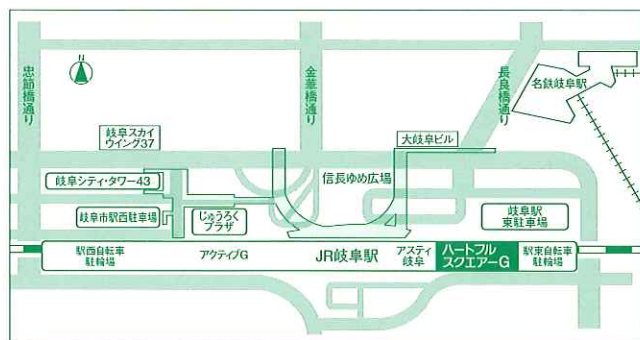 N
忠節橋通り
金華橋通り
長良橋通り
名鉄岐阜駅
岐阜スカイ
ウイング37
大岐阜ビル
岐阜シティ・タワー43
信長ゆめ広場
岐阜市駅西駐車場
じゅうろく
プラザ
岐阜駅
東駐車場
駅西自転車
駐輪場
アクティブG
JR岐阜駅
アスティ
岐阜
ハートフル
スクエアーG
駅東自転車
駐輪場